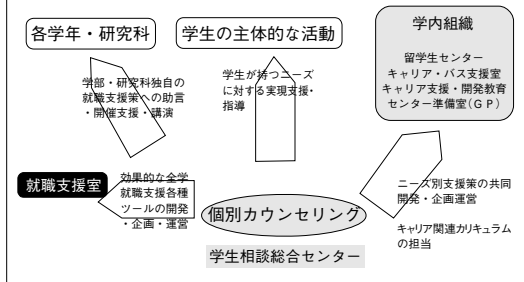 各学年・研究科
学生の主体的な活動
学内組織
留学生センター
キャリア・パス支援室
キャリア支援・開発教育
センター準備室(GP)
学部・研究科独自の
就職支援策への助言
・開催支援・講演
学生が持つニーズ
に対する実現支援・
指導
就職支援室
効果的な全学
就職支援各種
ツールの開発
・企画・運営
個別カウンセリング
学生相談総合センター
ニーズ別支援策の共同
開発・企画運営
キャリア関連カリキュラム
の担当